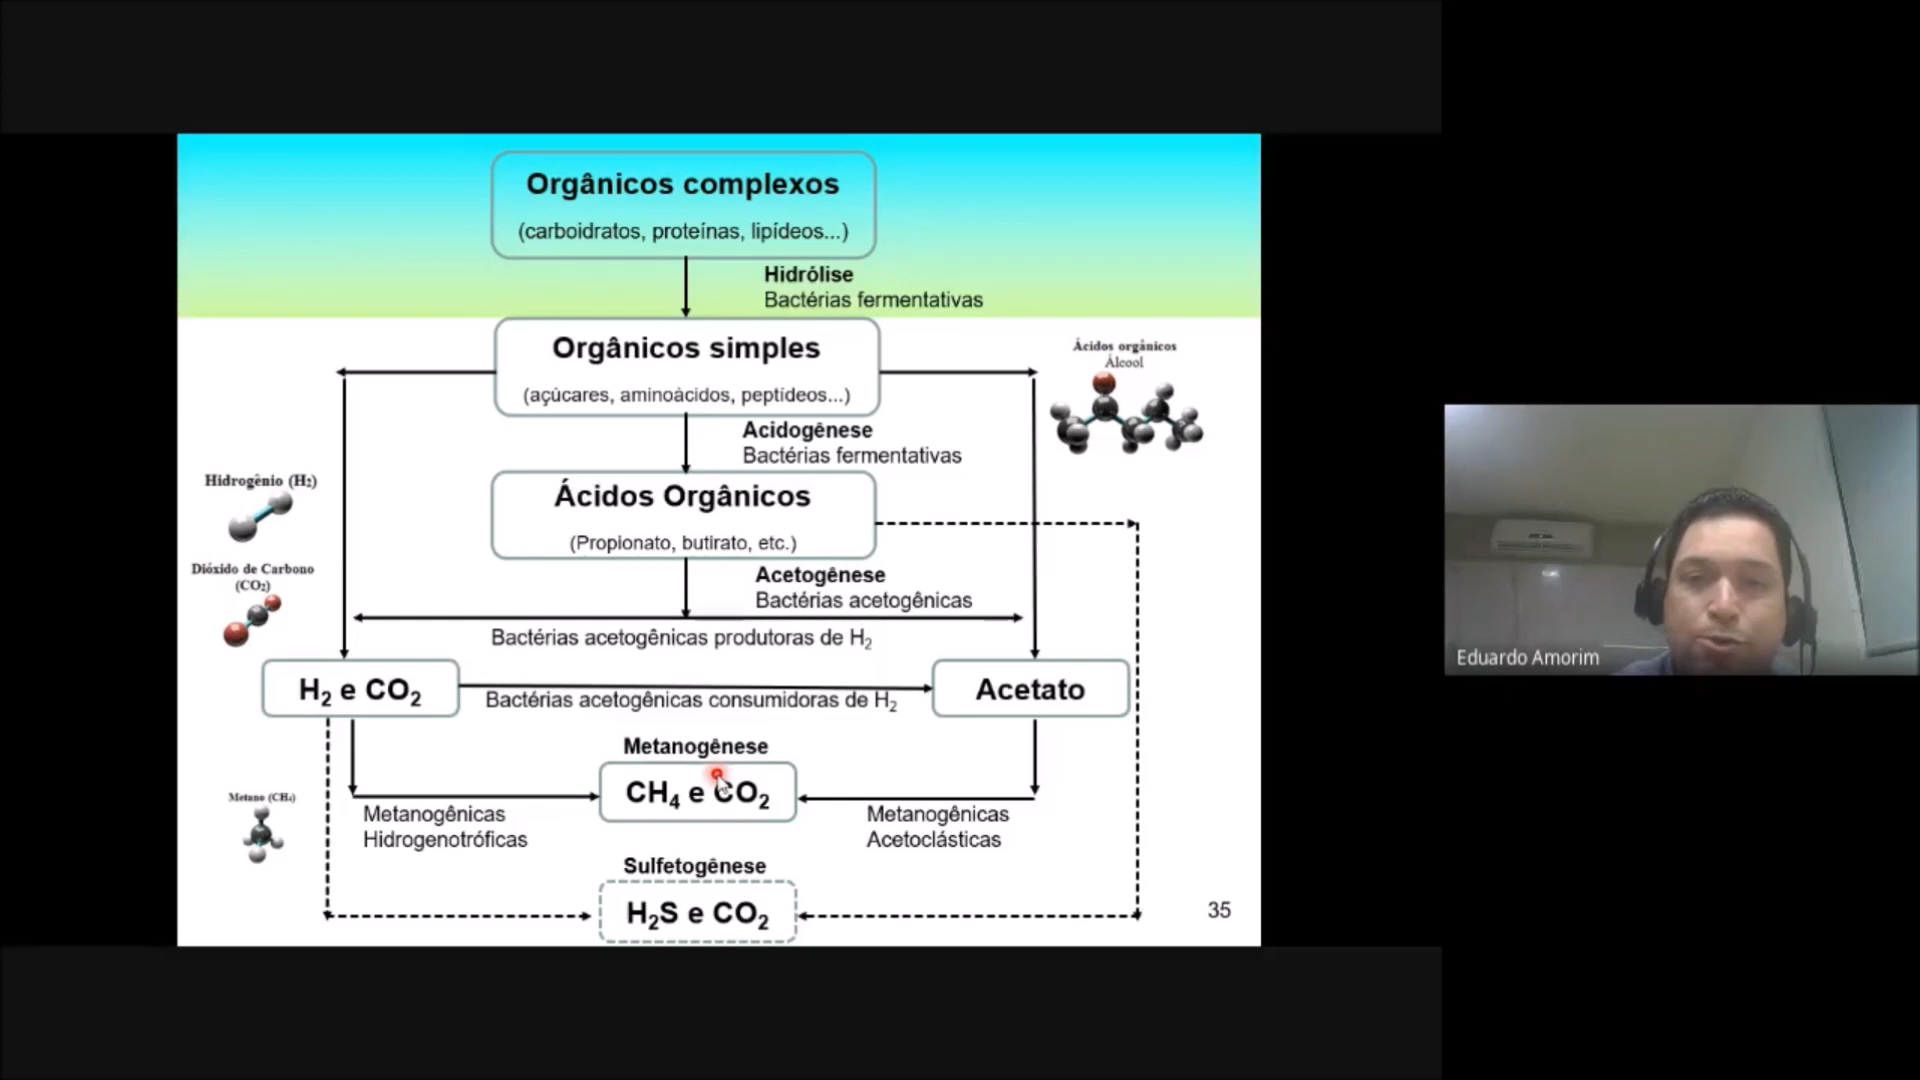 Orgânicos complexos
(carboidratos, proteínas, lipídeos...)
Hidrólise
Bactérias fermentativas
Orgânicos simples
(açúcares, aminoácidos, peptídeos...)
Ácidos orgânicos
Álcool
Acidogênese
Bactérias fermentativas
Hidrogênio (H₂)
Ácidos Orgânicos
(Propionato, butirato, etc.)
Dióxido de Carbono
(CO₂)
Acetogênese
Bactérias acetogênicas
Bactérias acetogênicas produtoras de H₂
H₂ e CO₂
Bactérias acetogênicas consumidoras de H₂
Acetato
Metanogênese
CH₄ e CO₂
Metano (CH₄)
Metanogênicas
Hidrogenotróficas
Metanogênicas
Acetoclásticas
Sulfetogênese
H₂S e CO₂
35
Eduardo Amorim